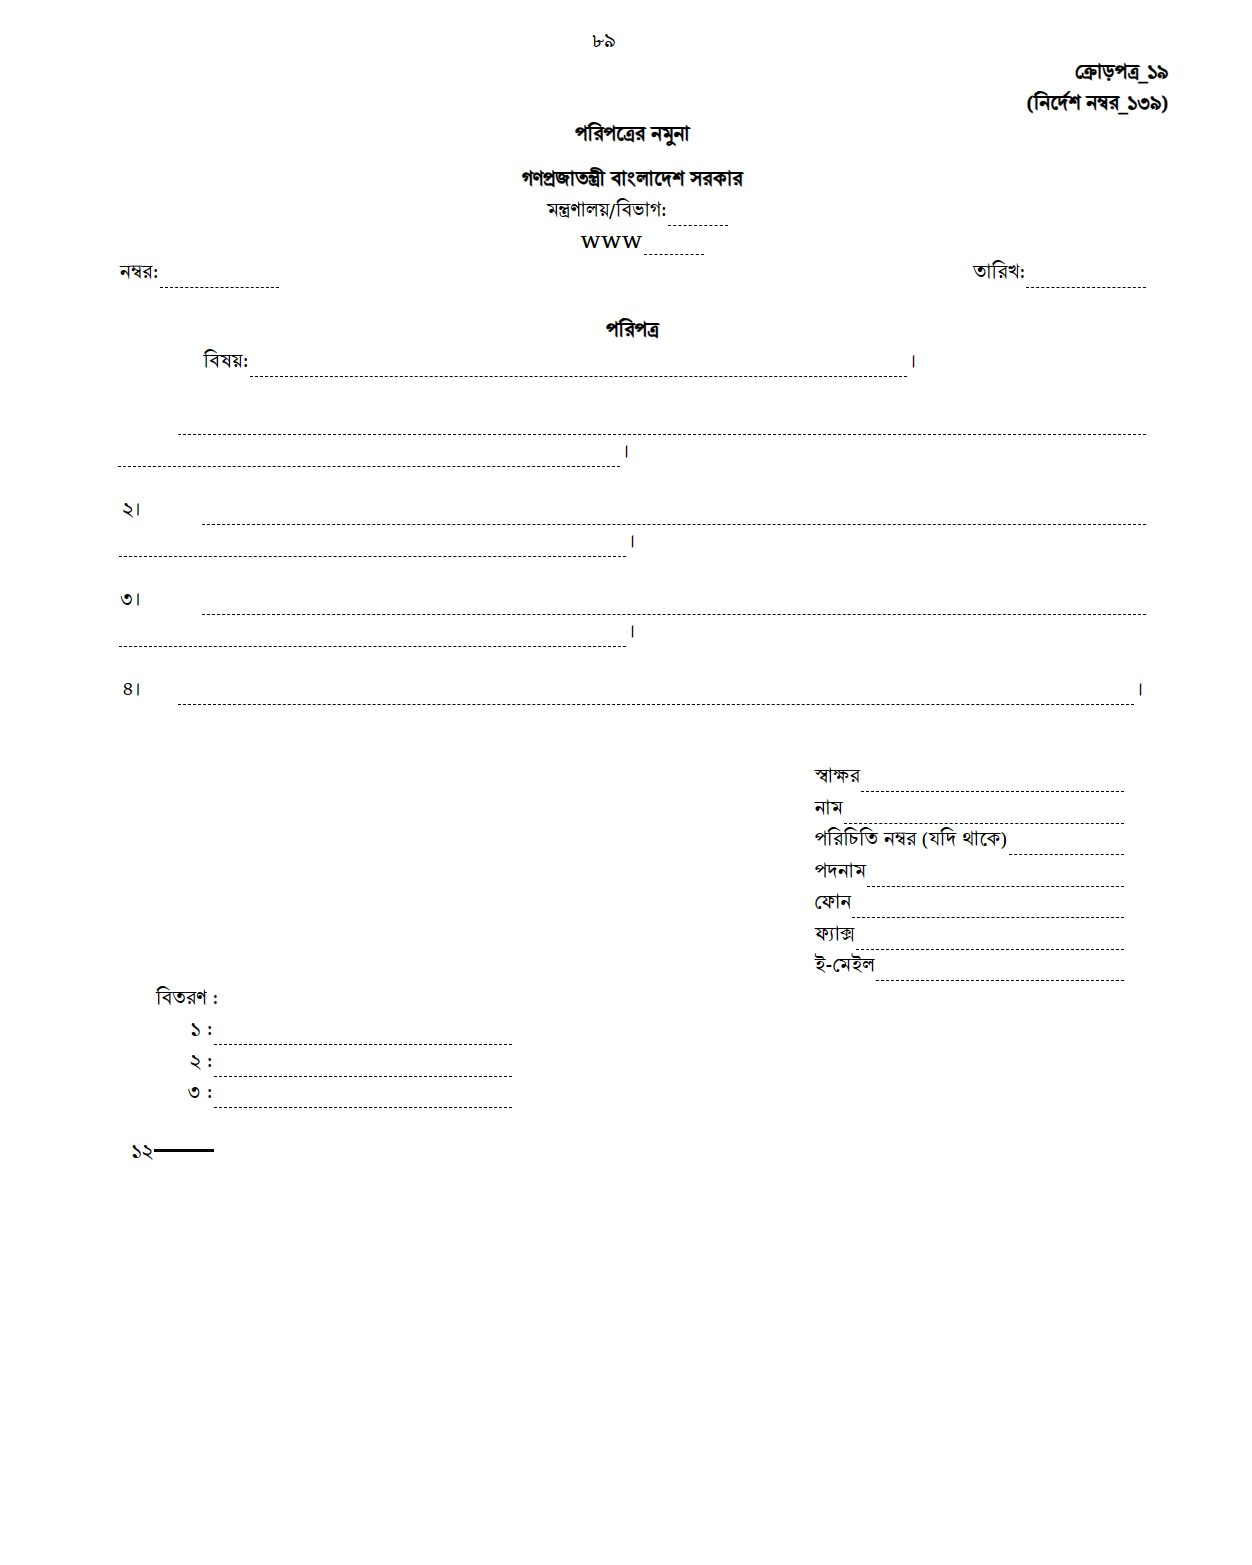 ৮৯
ক্রোড়পত্র_১৯
(নির্দেশ নম্বর_১৩৯)
পরিপত্রের নমুনা
গণপ্রজাতন্ত্রী বাংলাদেশ সরকার
মন্ত্রণালয়/বিভাগ:
www
নম্বর: তারিখ:
পরিপত্র
বিষয়: ।
।
২।
।
৩।
।
৪। ।
স্বাক্ষর
নাম
পরিচিতি নম্বর (যদি থাকে)
পদনাম
ফোন
ফ্যাক্স
ই-মেইল
বিতরণ :
১ :
২ :
৩ :
১২